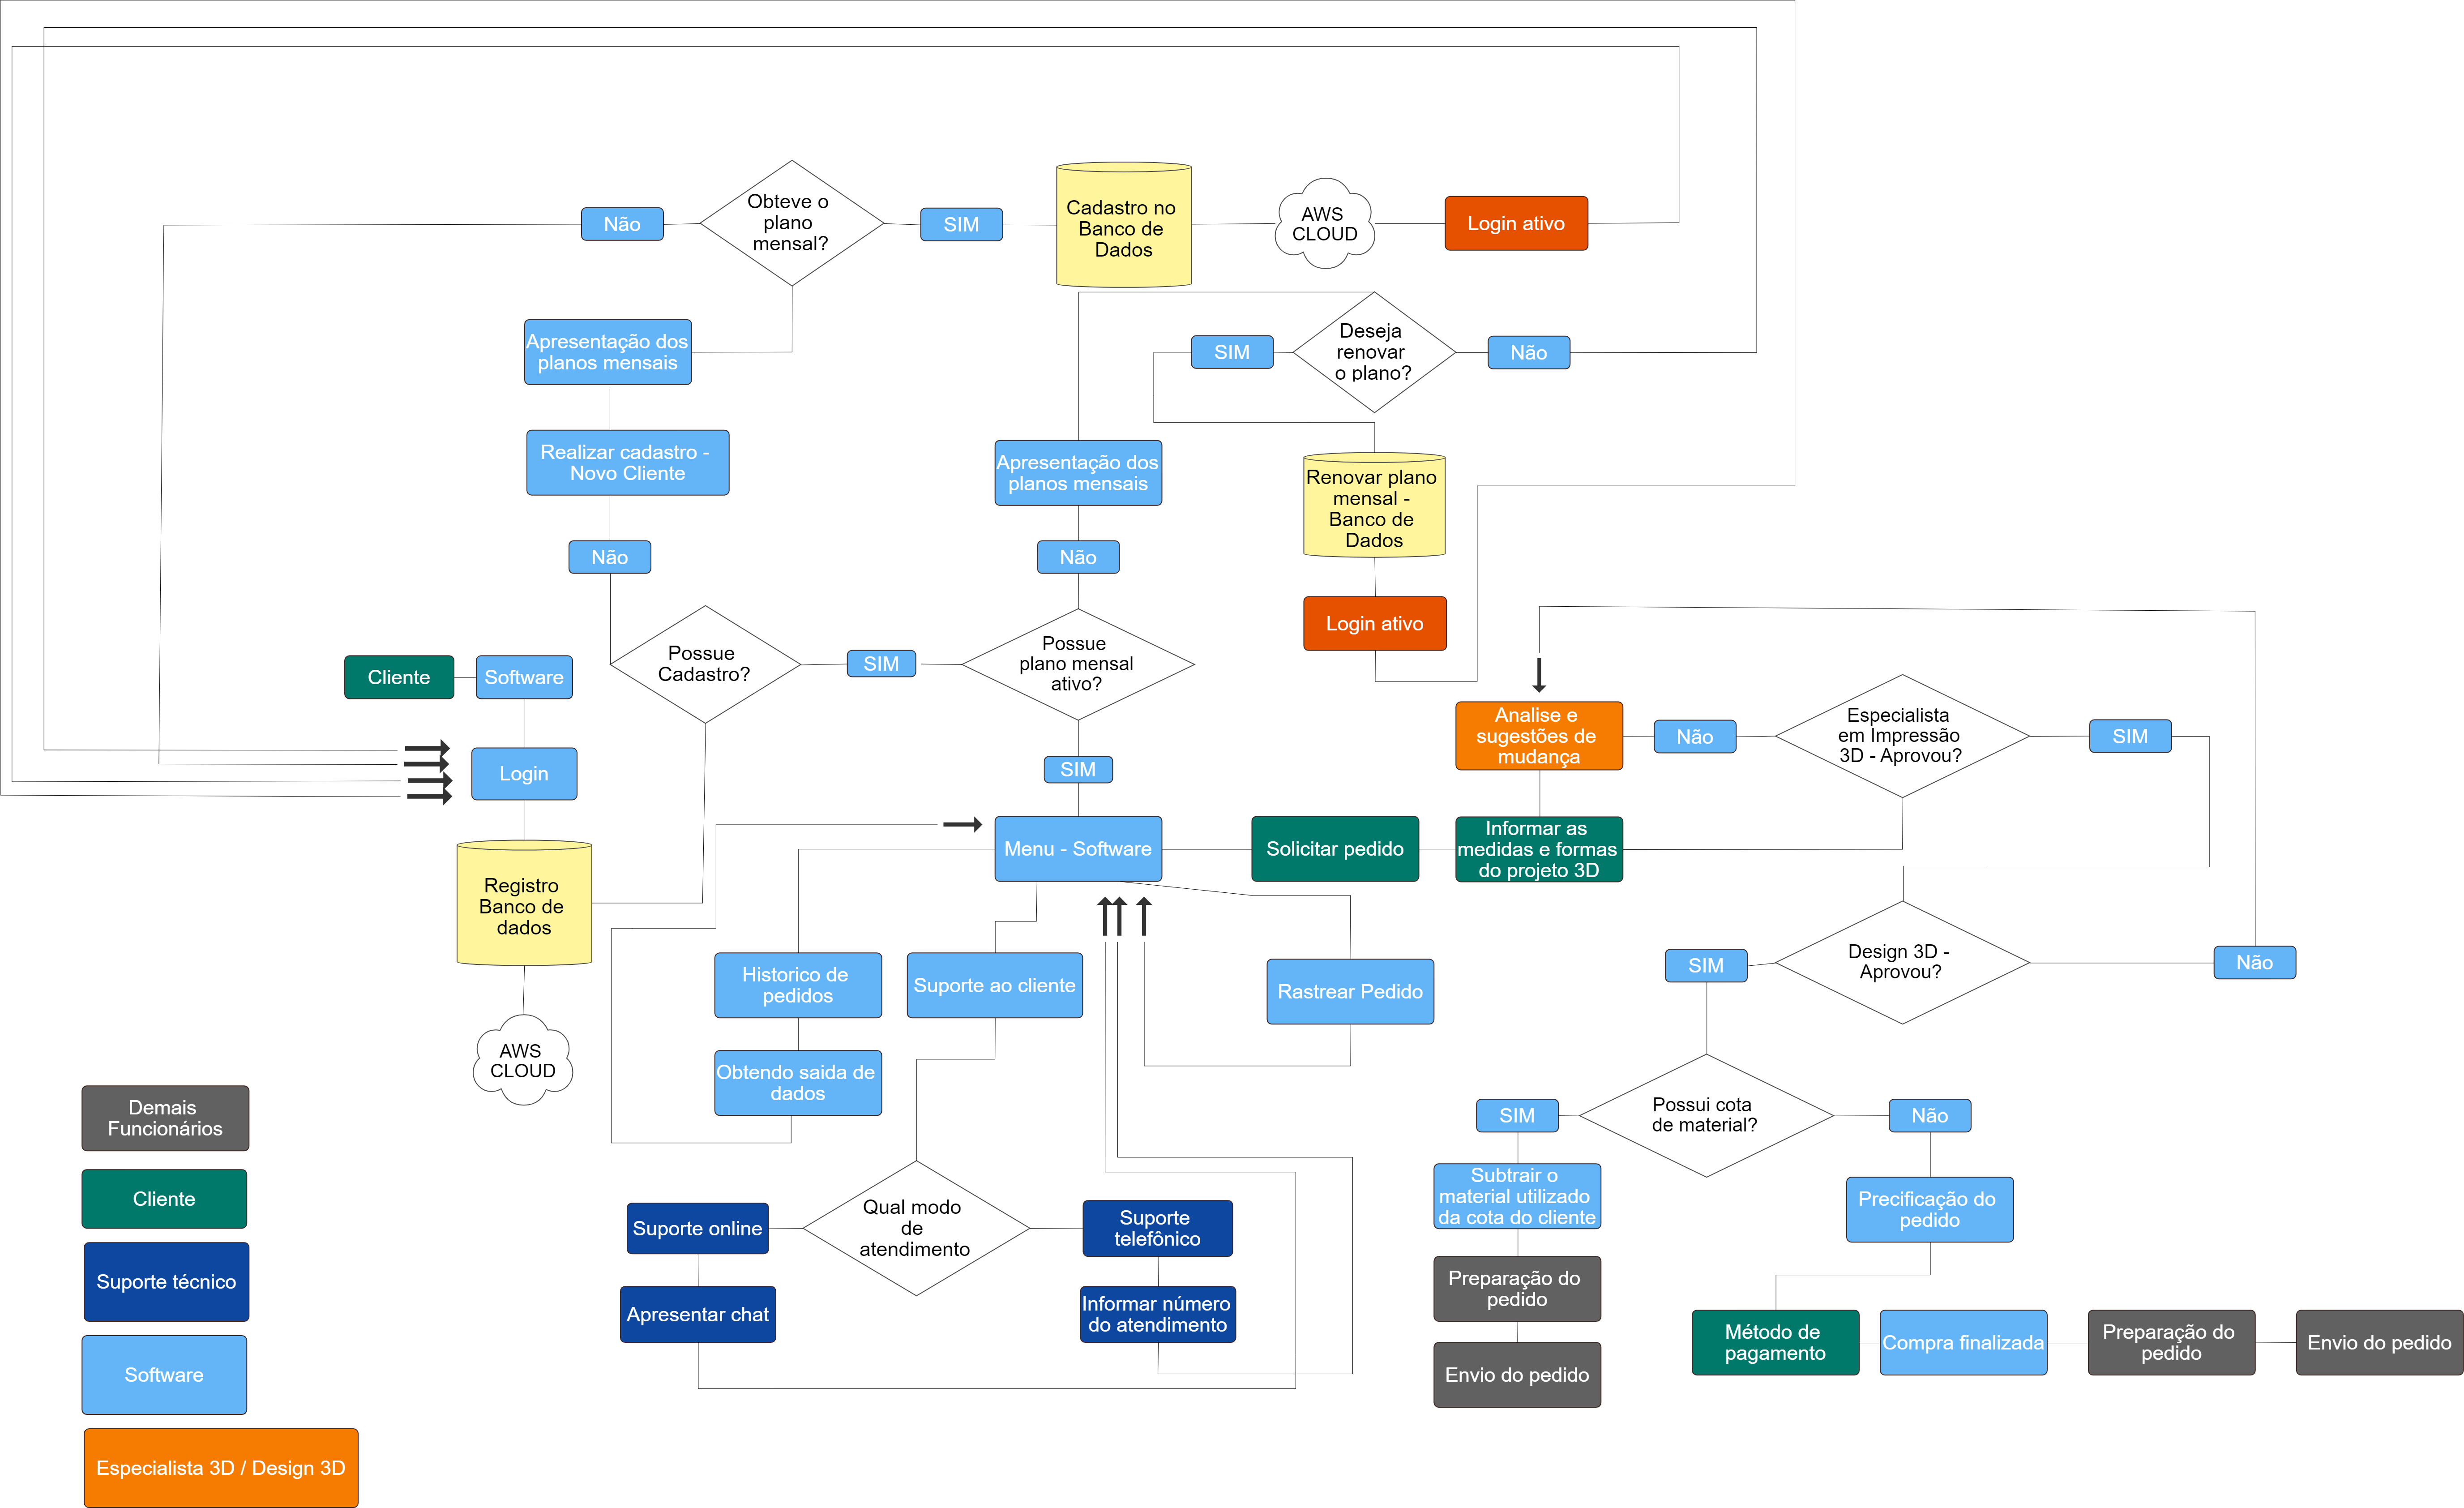 Obteve o
plano
mensal?
Não
SIM
Cadastro no
Banco de
Dados
AWS
CLOUD
Login ativo
Apresentação dos
planos mensais
SIM
Deseja
renovar
o plano?
Não
Realizar cadastro -
Novo Cliente
Apresentação dos
planos mensais
Renovar plano
mensal -
Banco de
Dados
Não
Não
Login ativo
Cliente
Software
Possue
Cadastro?
SIM
Possue
plano mensal
ativo?
Analise e
sugestões de
mudança
Não
Especialista
em Impressão
3D - Aprovou?
SIM
Login
SIM
Menu - Software
Solicitar pedido
Informar as
medidas e formas
do projeto 3D
Registro
Banco de
dados
Historico de
pedidos
Suporte ao cliente
Rastrear Pedido
SIM
Design 3D -
Aprovou?
Não
AWS
CLOUD
Obtendo saida de
dados
Demais
Funcionários
SIM
Possui cota
de material?
Não
Cliente
Suporte online
Qual modo
de
atendimento
Suporte
telefônico
Subtrair o
material utilizado
da cota do cliente
Precificação do
pedido
Suporte técnico
Apresentar chat
Informar número
do atendimento
Preparação do
pedido
Software
Envio do pedido
Método de
pagamento
Compra finalizada
Preparação do
pedido
Envio do pedido
Especialista 3D / Design 3D